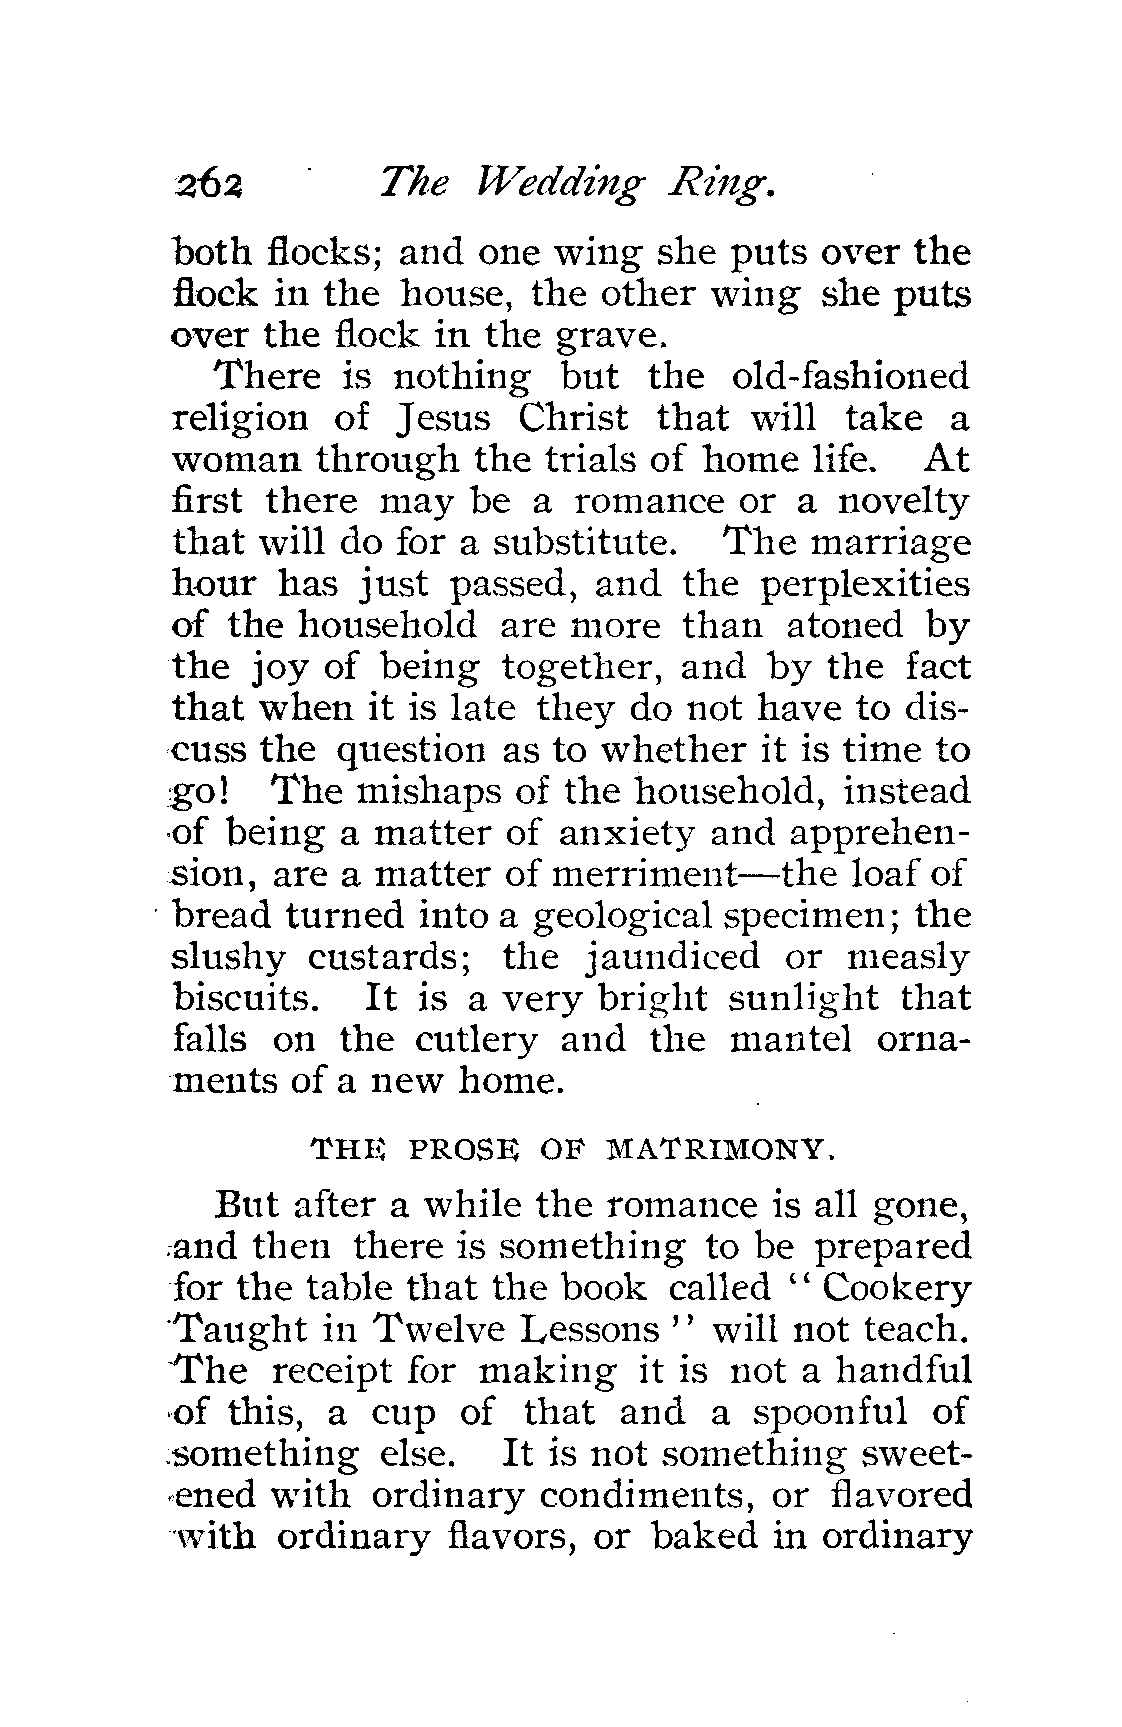 262 The Wedding Ring.
both flocks; and one wing she puts over the
flock in the house, the other wing she puts
over the flock in the grave.
There is nothing but the old-fashioned
religion of Jesus Christ that will take a
woman through the trials of home life. At
first there may be a romance or a novelty
that will do for a substitute. The marriage
hour has just passed, and the perplexities
of the household are more than atoned by
the joy of being together, and by the fact
that when it is late they do not have to dis-
cuss the question as to whether it is time to
go! The mishaps of the household, instead
of being a matter of anxiety and apprehen-
sion, are a matter of merriment—the loaf of
bread turned into a geological specimen; the
slushy custards; the jaundiced or measly
biscuits. It is a very bright sunlight that
falls on the cutlery and the mantel orna-
ments of a new home.
THE PROSE OF MATRIMONY.
But after a while the romance is all gone,
and then there is something to be prepared
for the table that the book called "Cookery
Taught in Twelve Lessons" will not teach.
The receipt for making it is not a handful
of this, a cup of that and a spoonful of
something else. It is not something sweet-
ened with ordinary condiments, or flavored
with ordinary flavors, or baked in ordinary